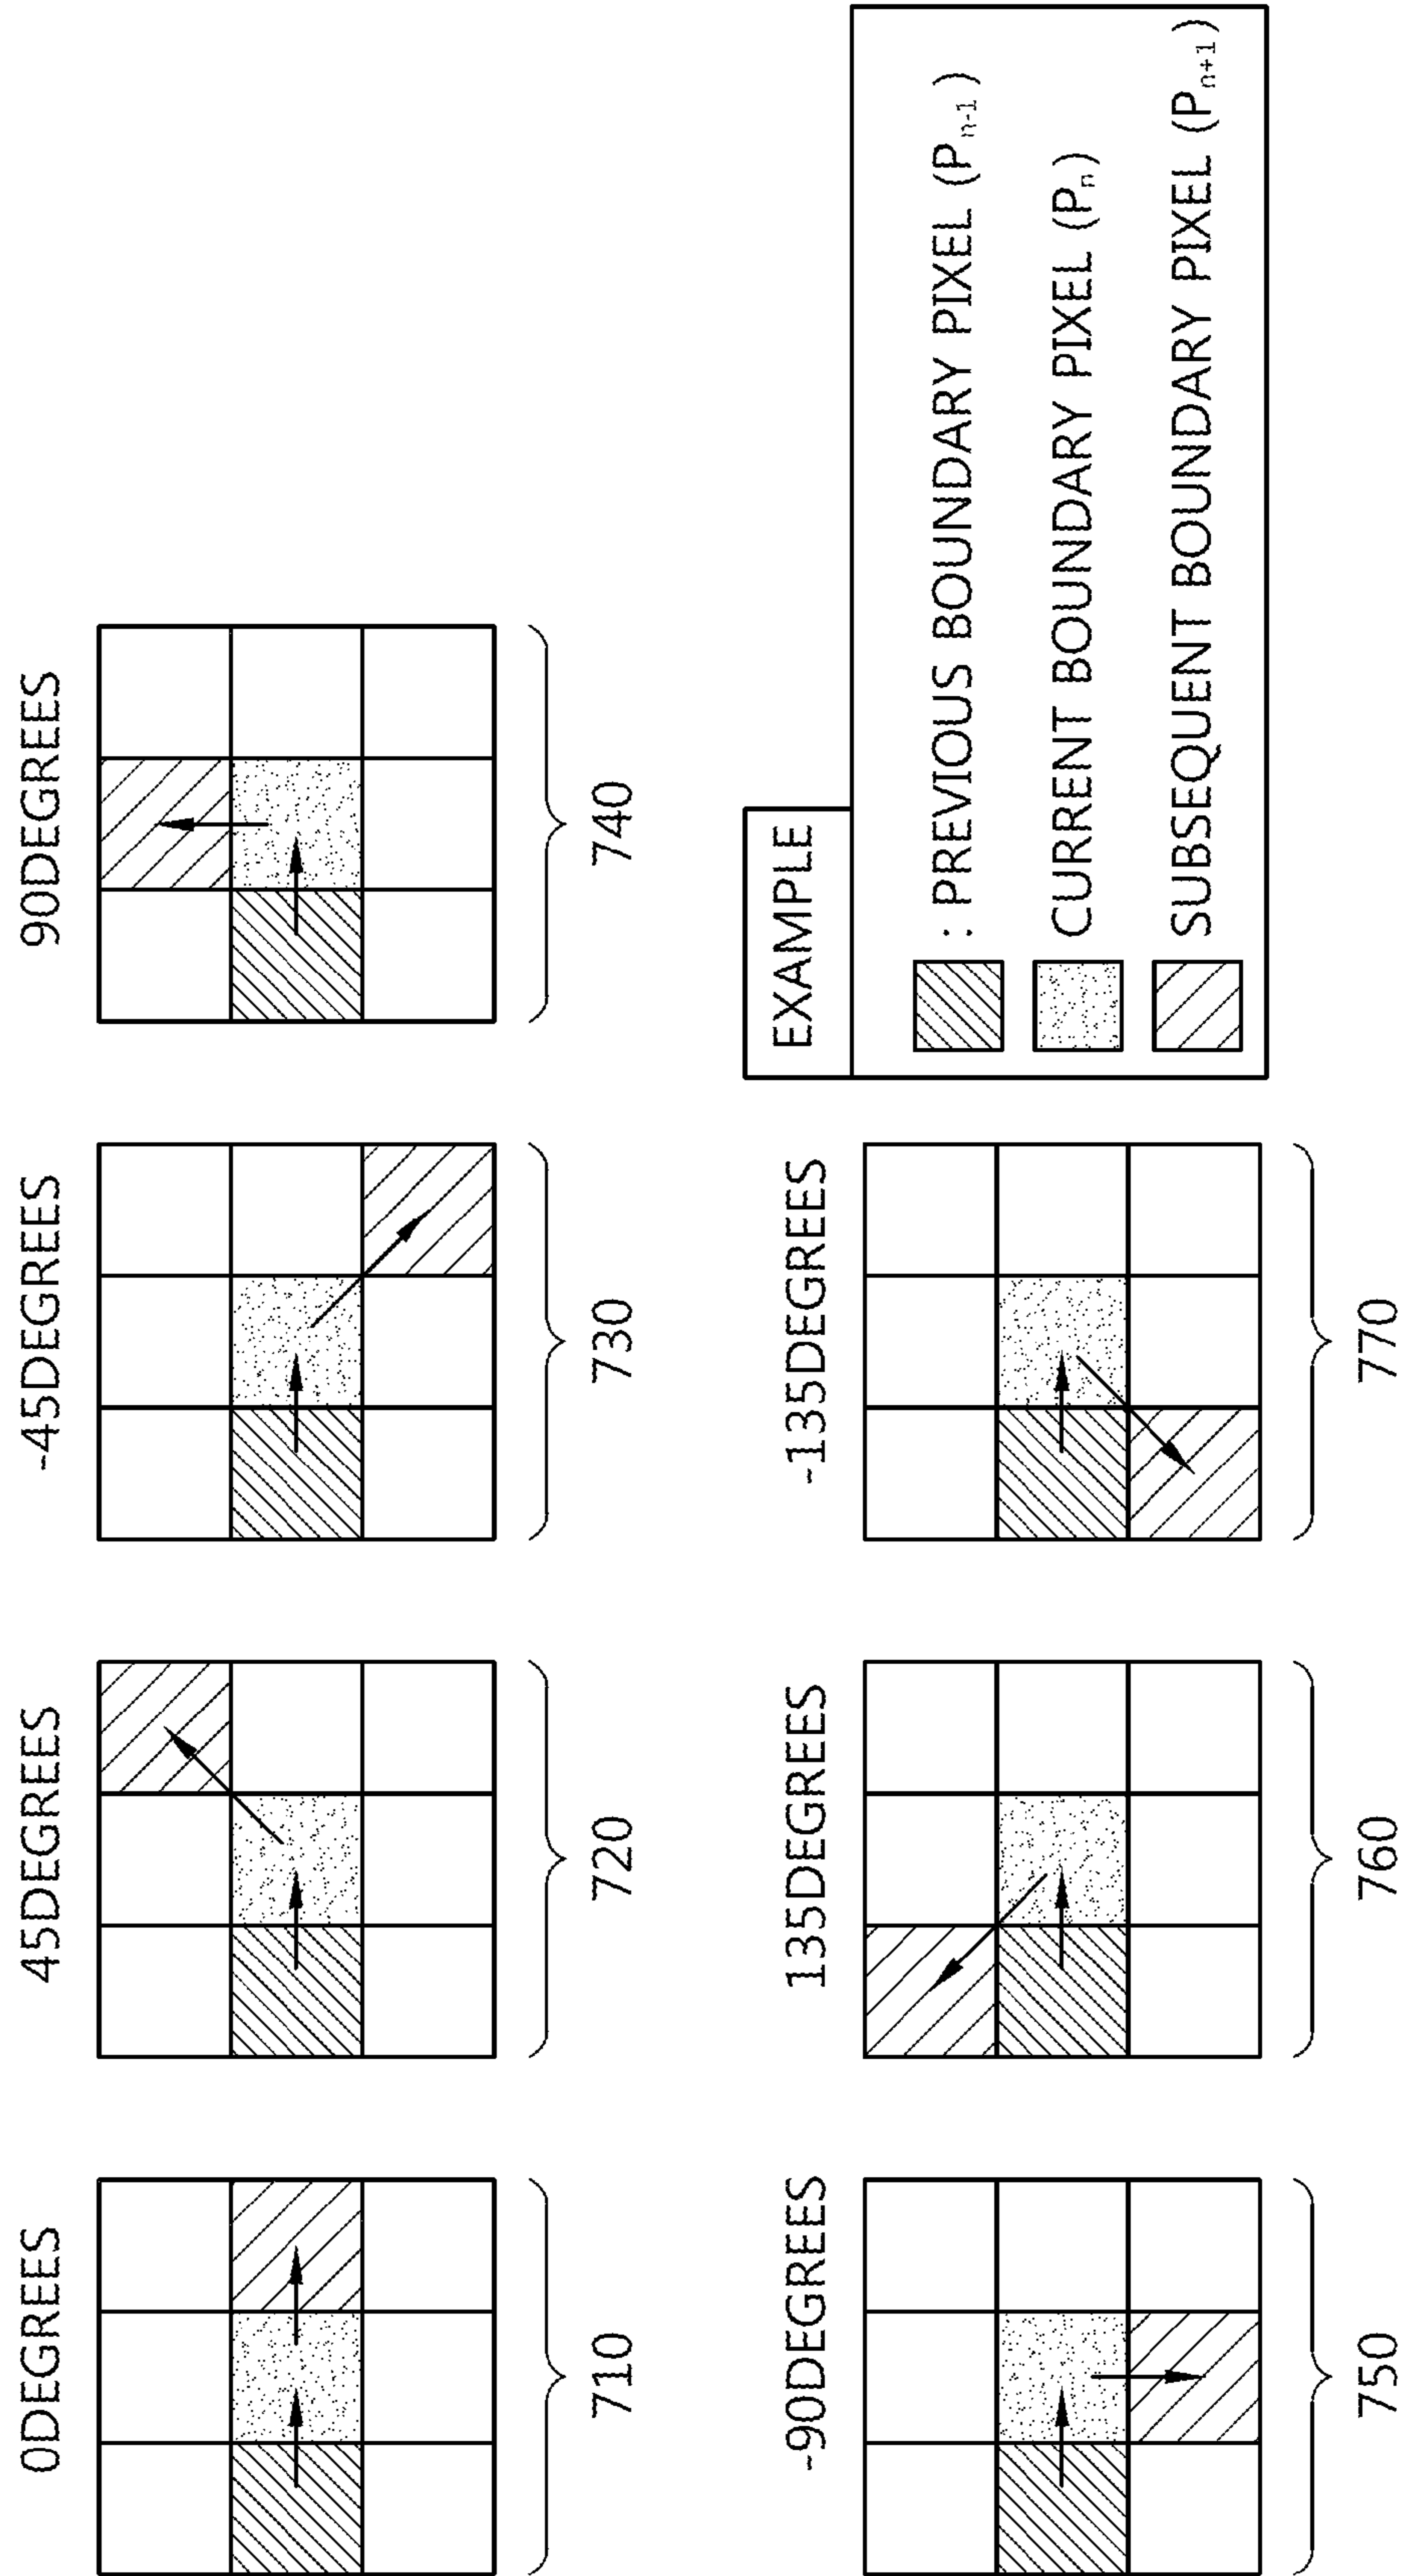 0DEGREES
45DEGREES
-45DEGREES
90DEGREES
710
720
730
740
-90DEGREES
135DEGREES
-135DEGREES
750
760
770
EXAMPLE
: PREVIOUS BOUNDARY PIXEL (Pn-1)
CURRENT BOUNDARY PIXEL (Pn)
SUBSEQUENT BOUNDARY PIXEL (Pn+1)